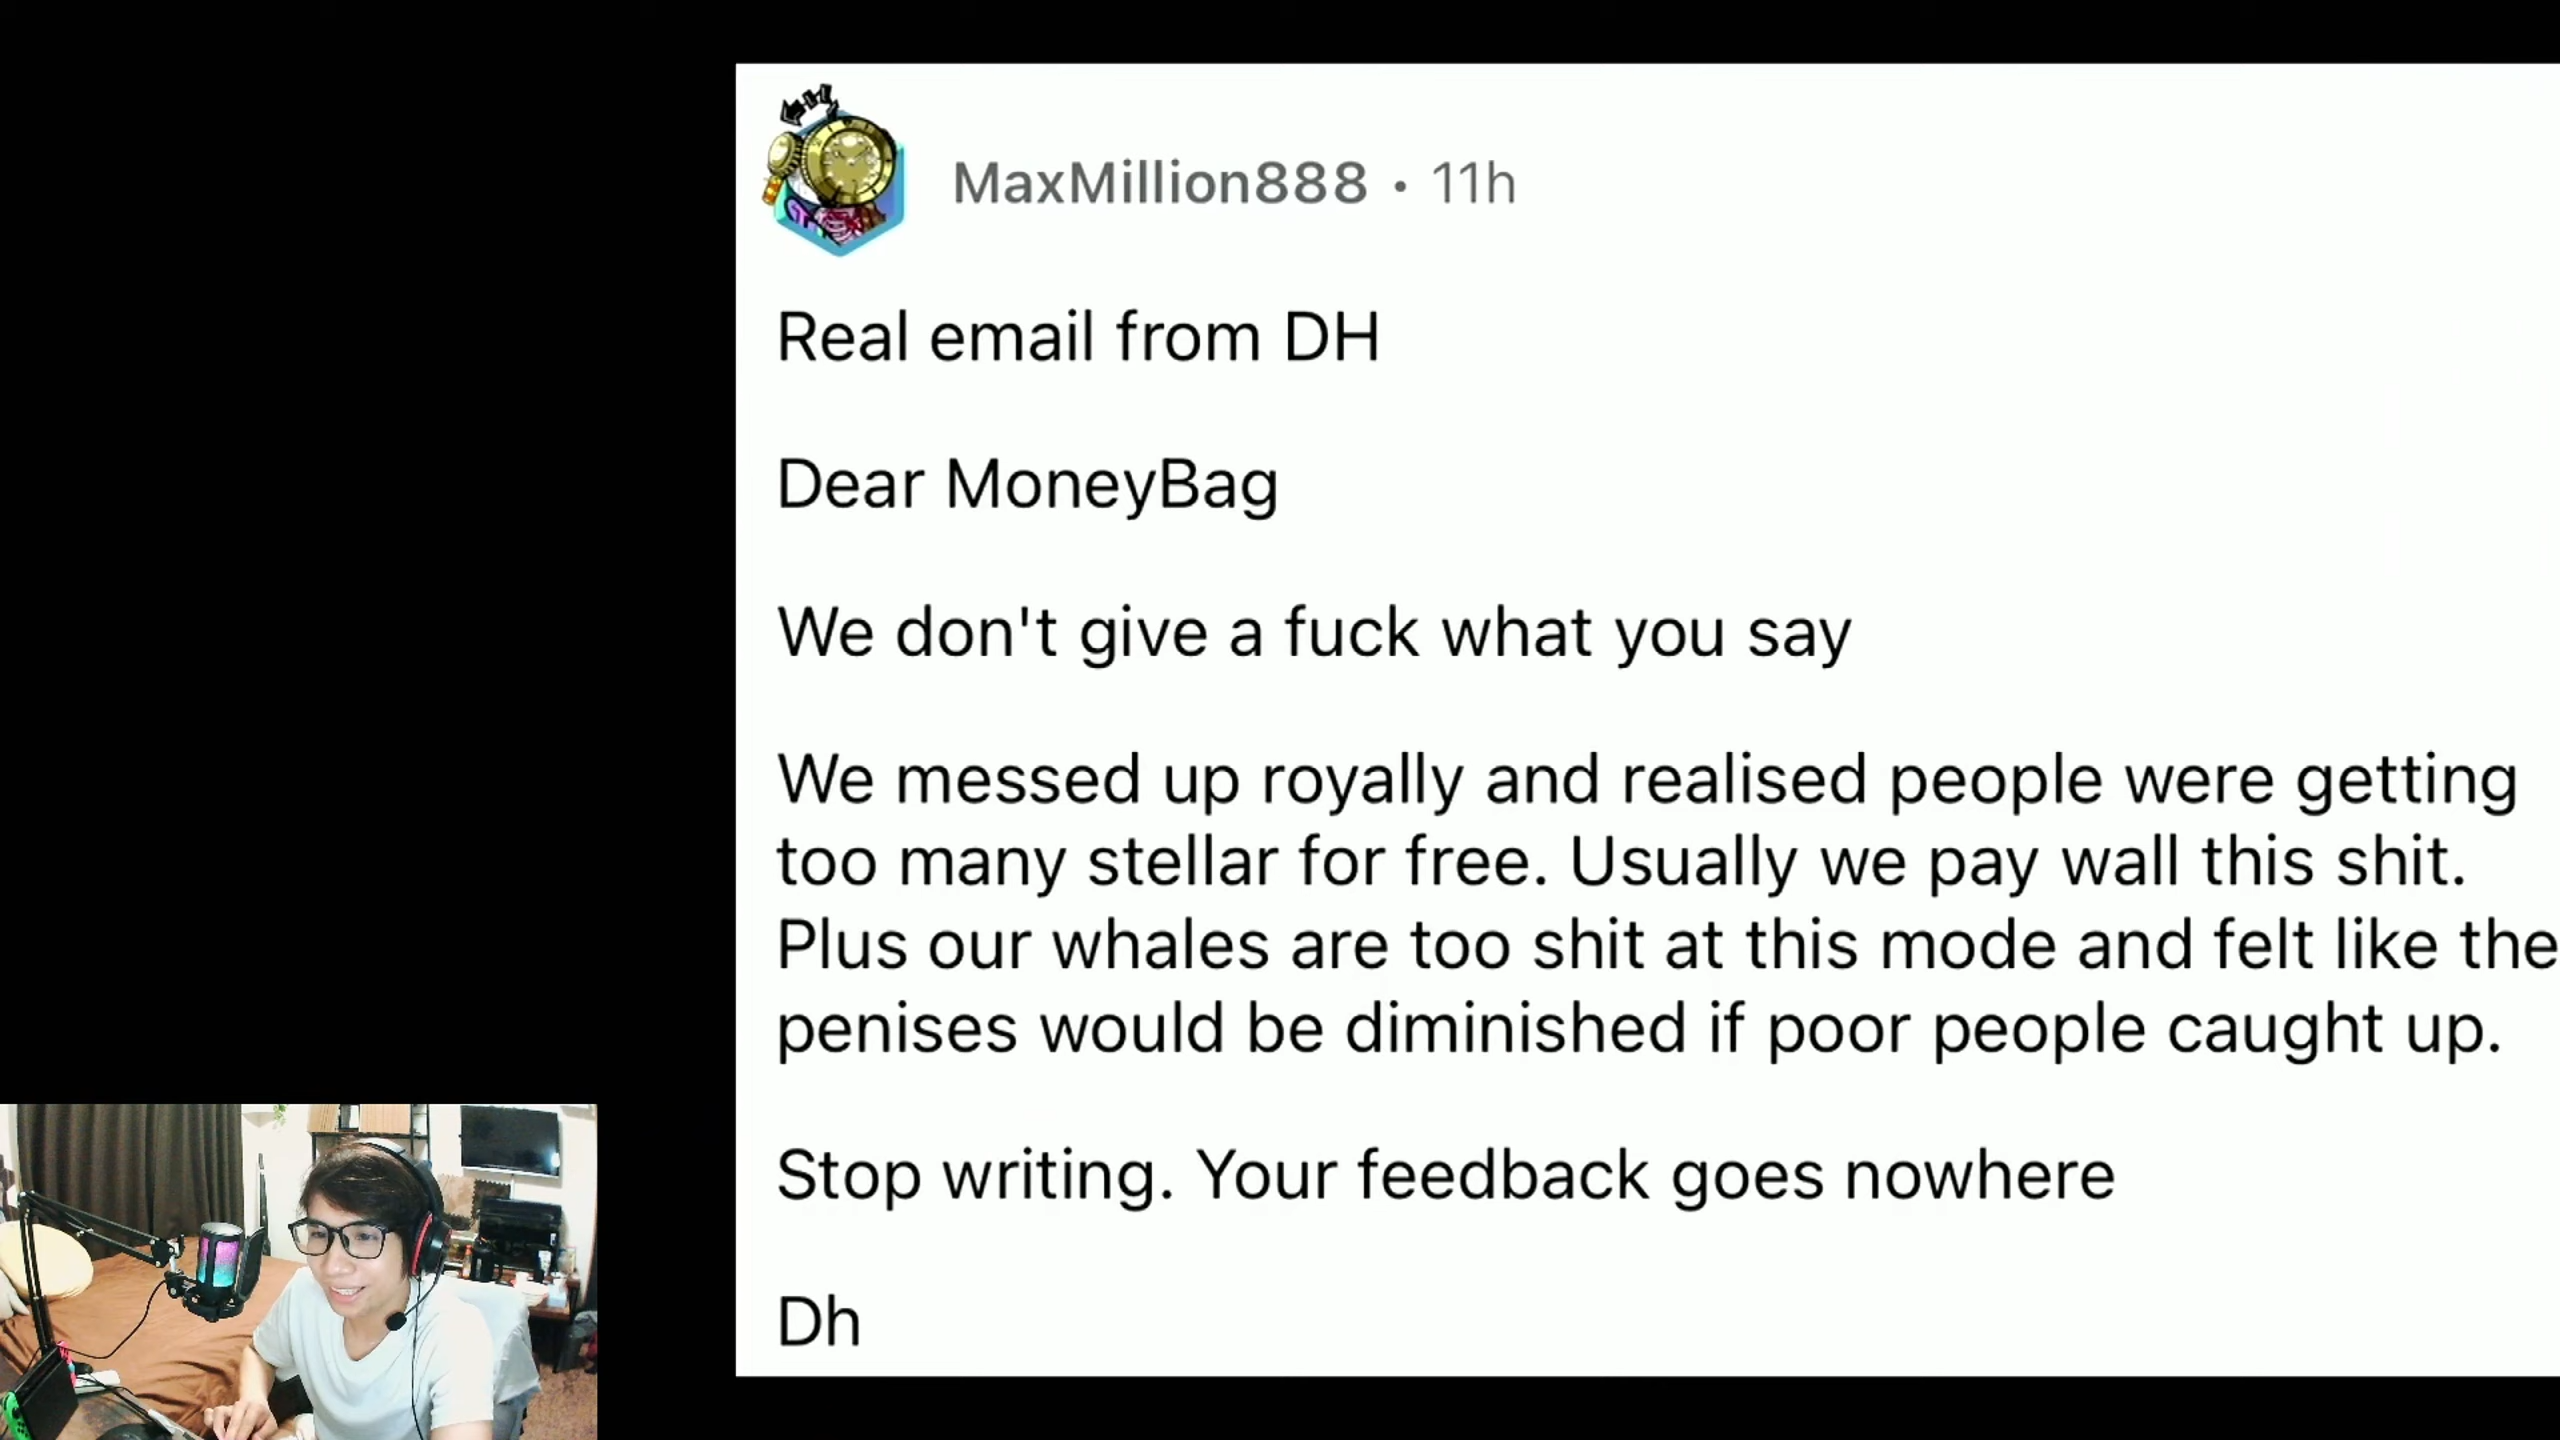 MaxMillion888 • 11h
Real email from DH
Dear MoneyBag
We don't give a fuck what you say
We messed up royally and realised people were getting
too many stellar for free. Usually we pay wall this shit.
Plus our whales are too shit at this mode and felt like the
penises would be diminished if poor people caught up.
Stop writing. Your feedback goes nowhere
Dh